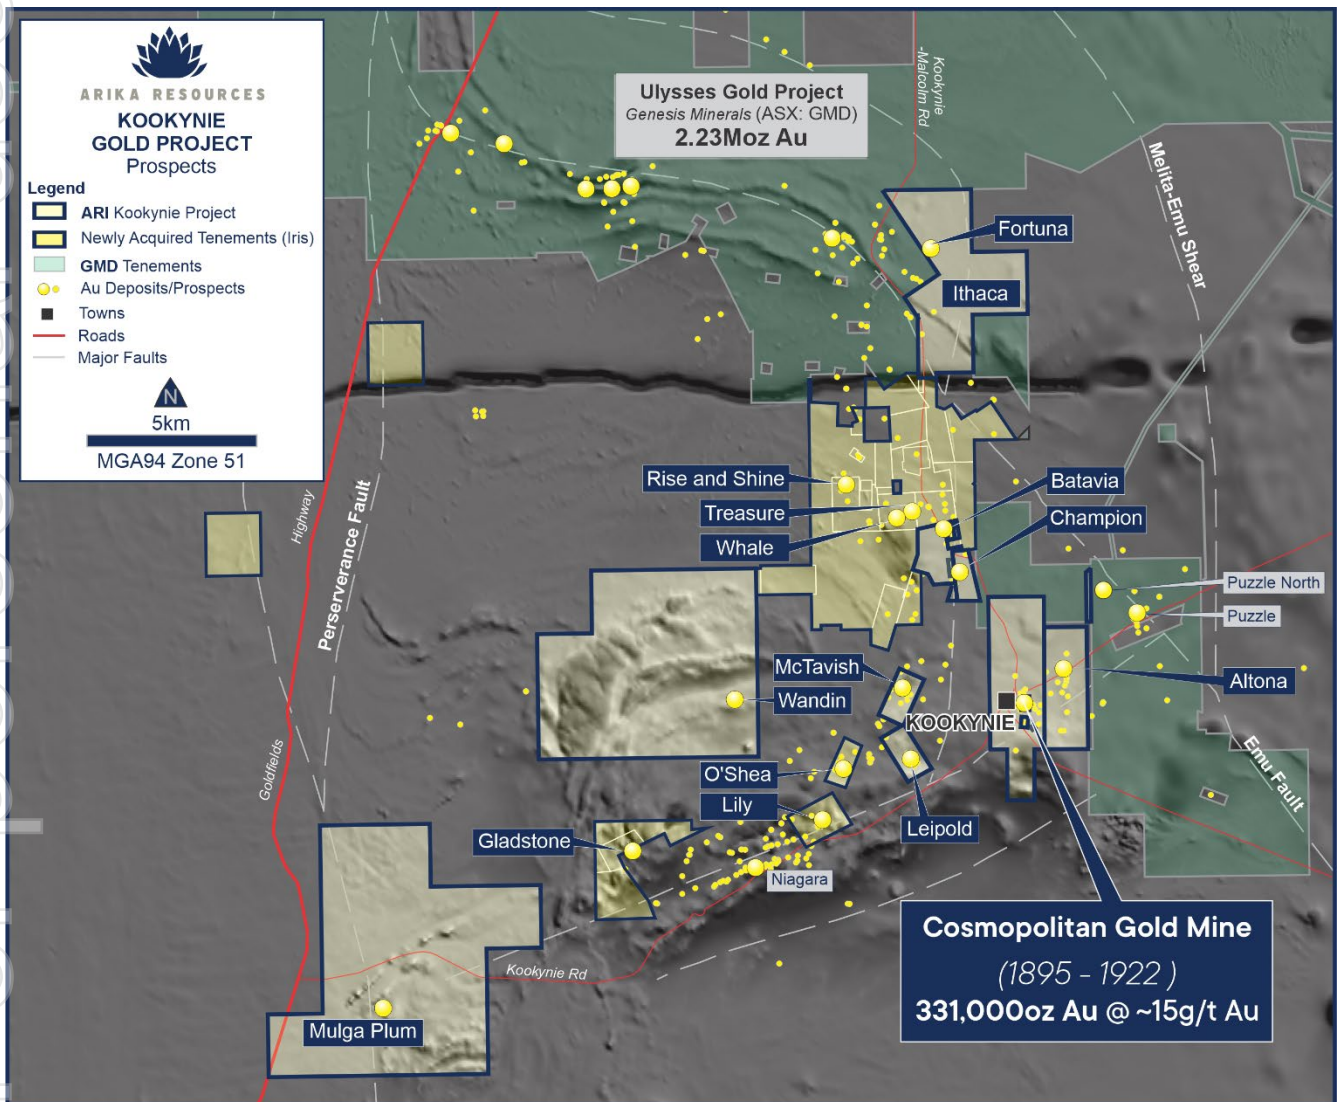 ARIKA RESOURCES
KOOKYNIE
GOLD PROJECT
Prospects
Legend
ARI Kookynie Project
Newly Acquired Tenements (Iris)
GMD Tenements
Au Deposits/Prospects
Towns
Roads
Major Faults
N
5km
MGA94 Zone 51
Ulysses Gold Project
Genesis Minerals (ASX: GMD)
2.23Moz Au
Kookynie
-Malcolm Rd
Melita-Emu Shear
Fortuna
Ithaca
Rise and Shine
Treasure
Whale
Batavia
Champion
Highway
Perserverance Fault
Puzzle North
Puzzle
McTavish
Wandin
KOOKYNIE
Altona
Goldfields
O'Shea
Lily
Leipold
Emu Fault
Gladstone
Niagara
Kookynie Rd
Mulga Plum
Cosmopolitan Gold Mine
(1895 - 1922 )
331,000oz Au @ ~15g/t Au